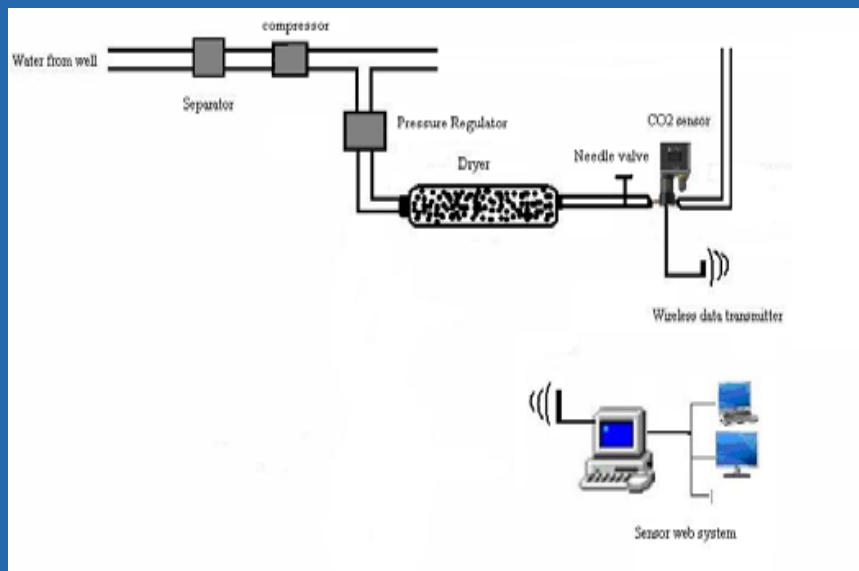 compressor
Water from well
Separator
Pressure Regulator
CO2 sensor
Needle valve
Dryer
Wireless data transmitter
Sensor web system